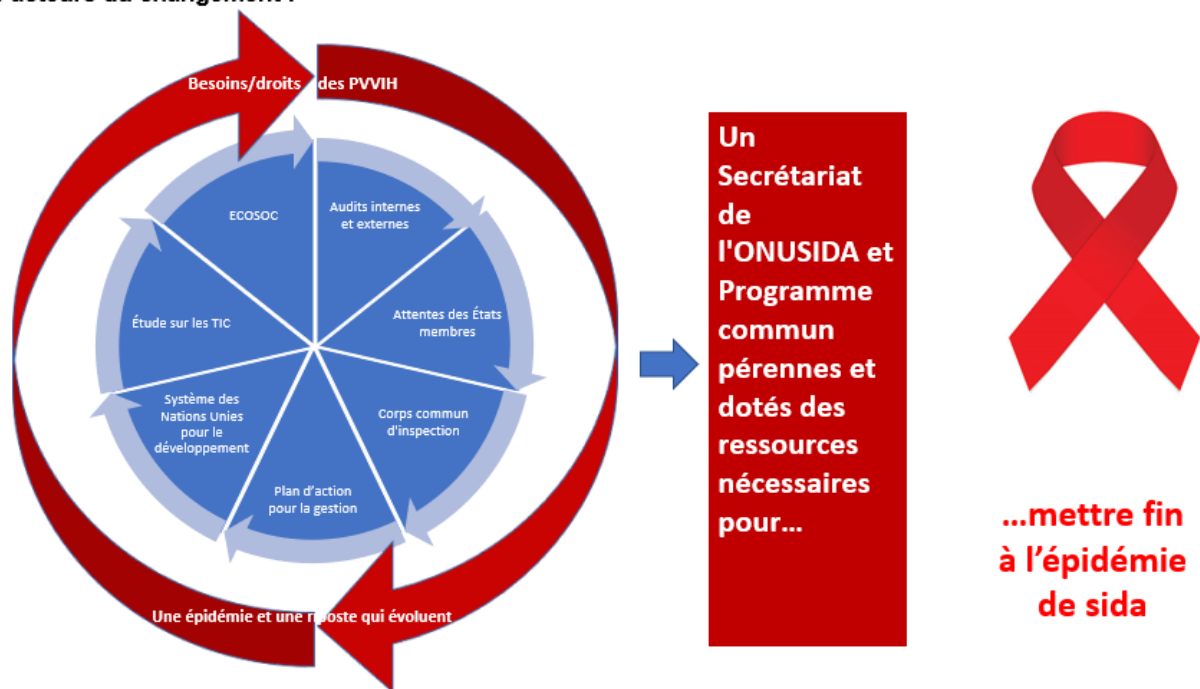 acteurs du changement :
Besoins/droits des PVVIH
ECOSOC
Audits internes
et externes
Attentes des États
membres
Corps commun
d'inspection
Plan d'action
pour la gestion
Système des
Nations Unies
pour le
développement
Étude sur les TIC
Une épidémie et une riposte qui évoluent
Un
Secrétariat
de
l'ONUSIDA et
Programme
commun
pérennes et
dotés des
ressources
nécessaires
pour...
...mettre fin
à l’épidémie
de sida